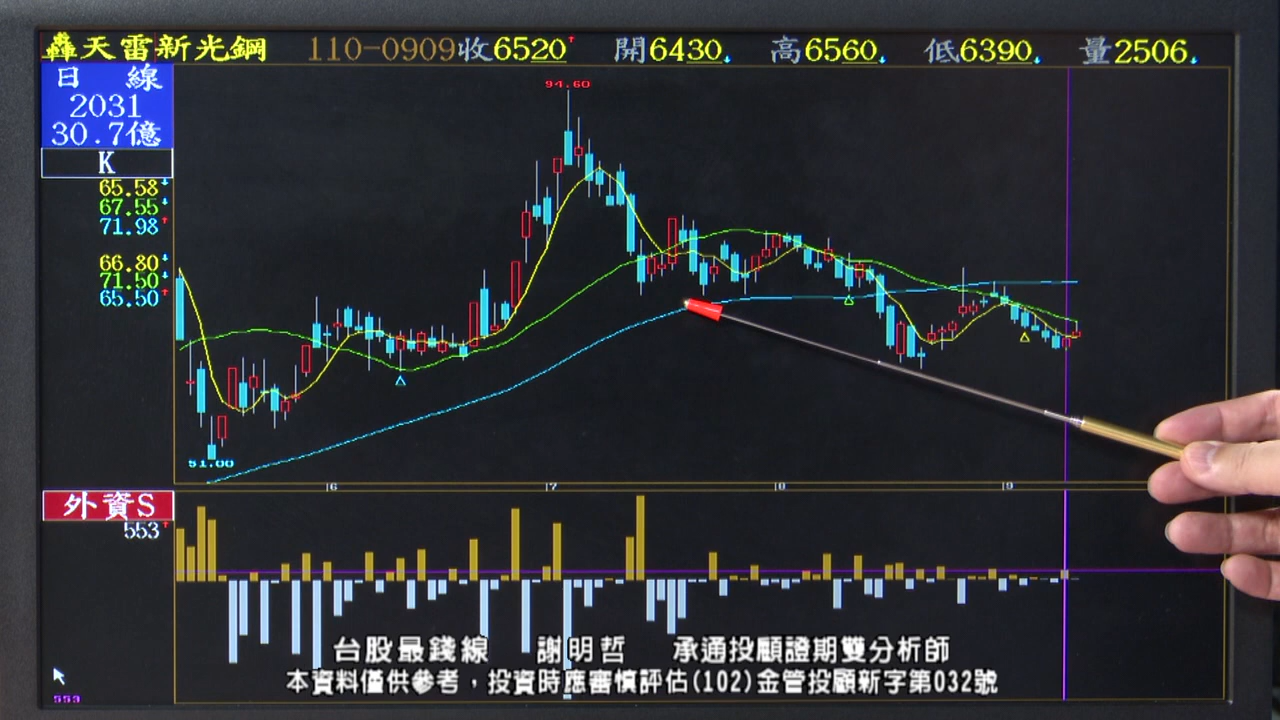 轟天雷新光鋼 110-0909收6520↑ 開6430↓ 高6560↓ 低6390↓ 量2506↓
日 線
2031
30.7億
K
65.58↓
67.55↓
71.98↑
66.80↓
71.50↓
65.50↑
94.60
51.00
6 7 8 9
外資S
553↑
台股最錢線 謝明哲 承通投顧證期雙分析師
本資料僅供參考，投資時應審慎評估(102)金管投顧新字第032號
553